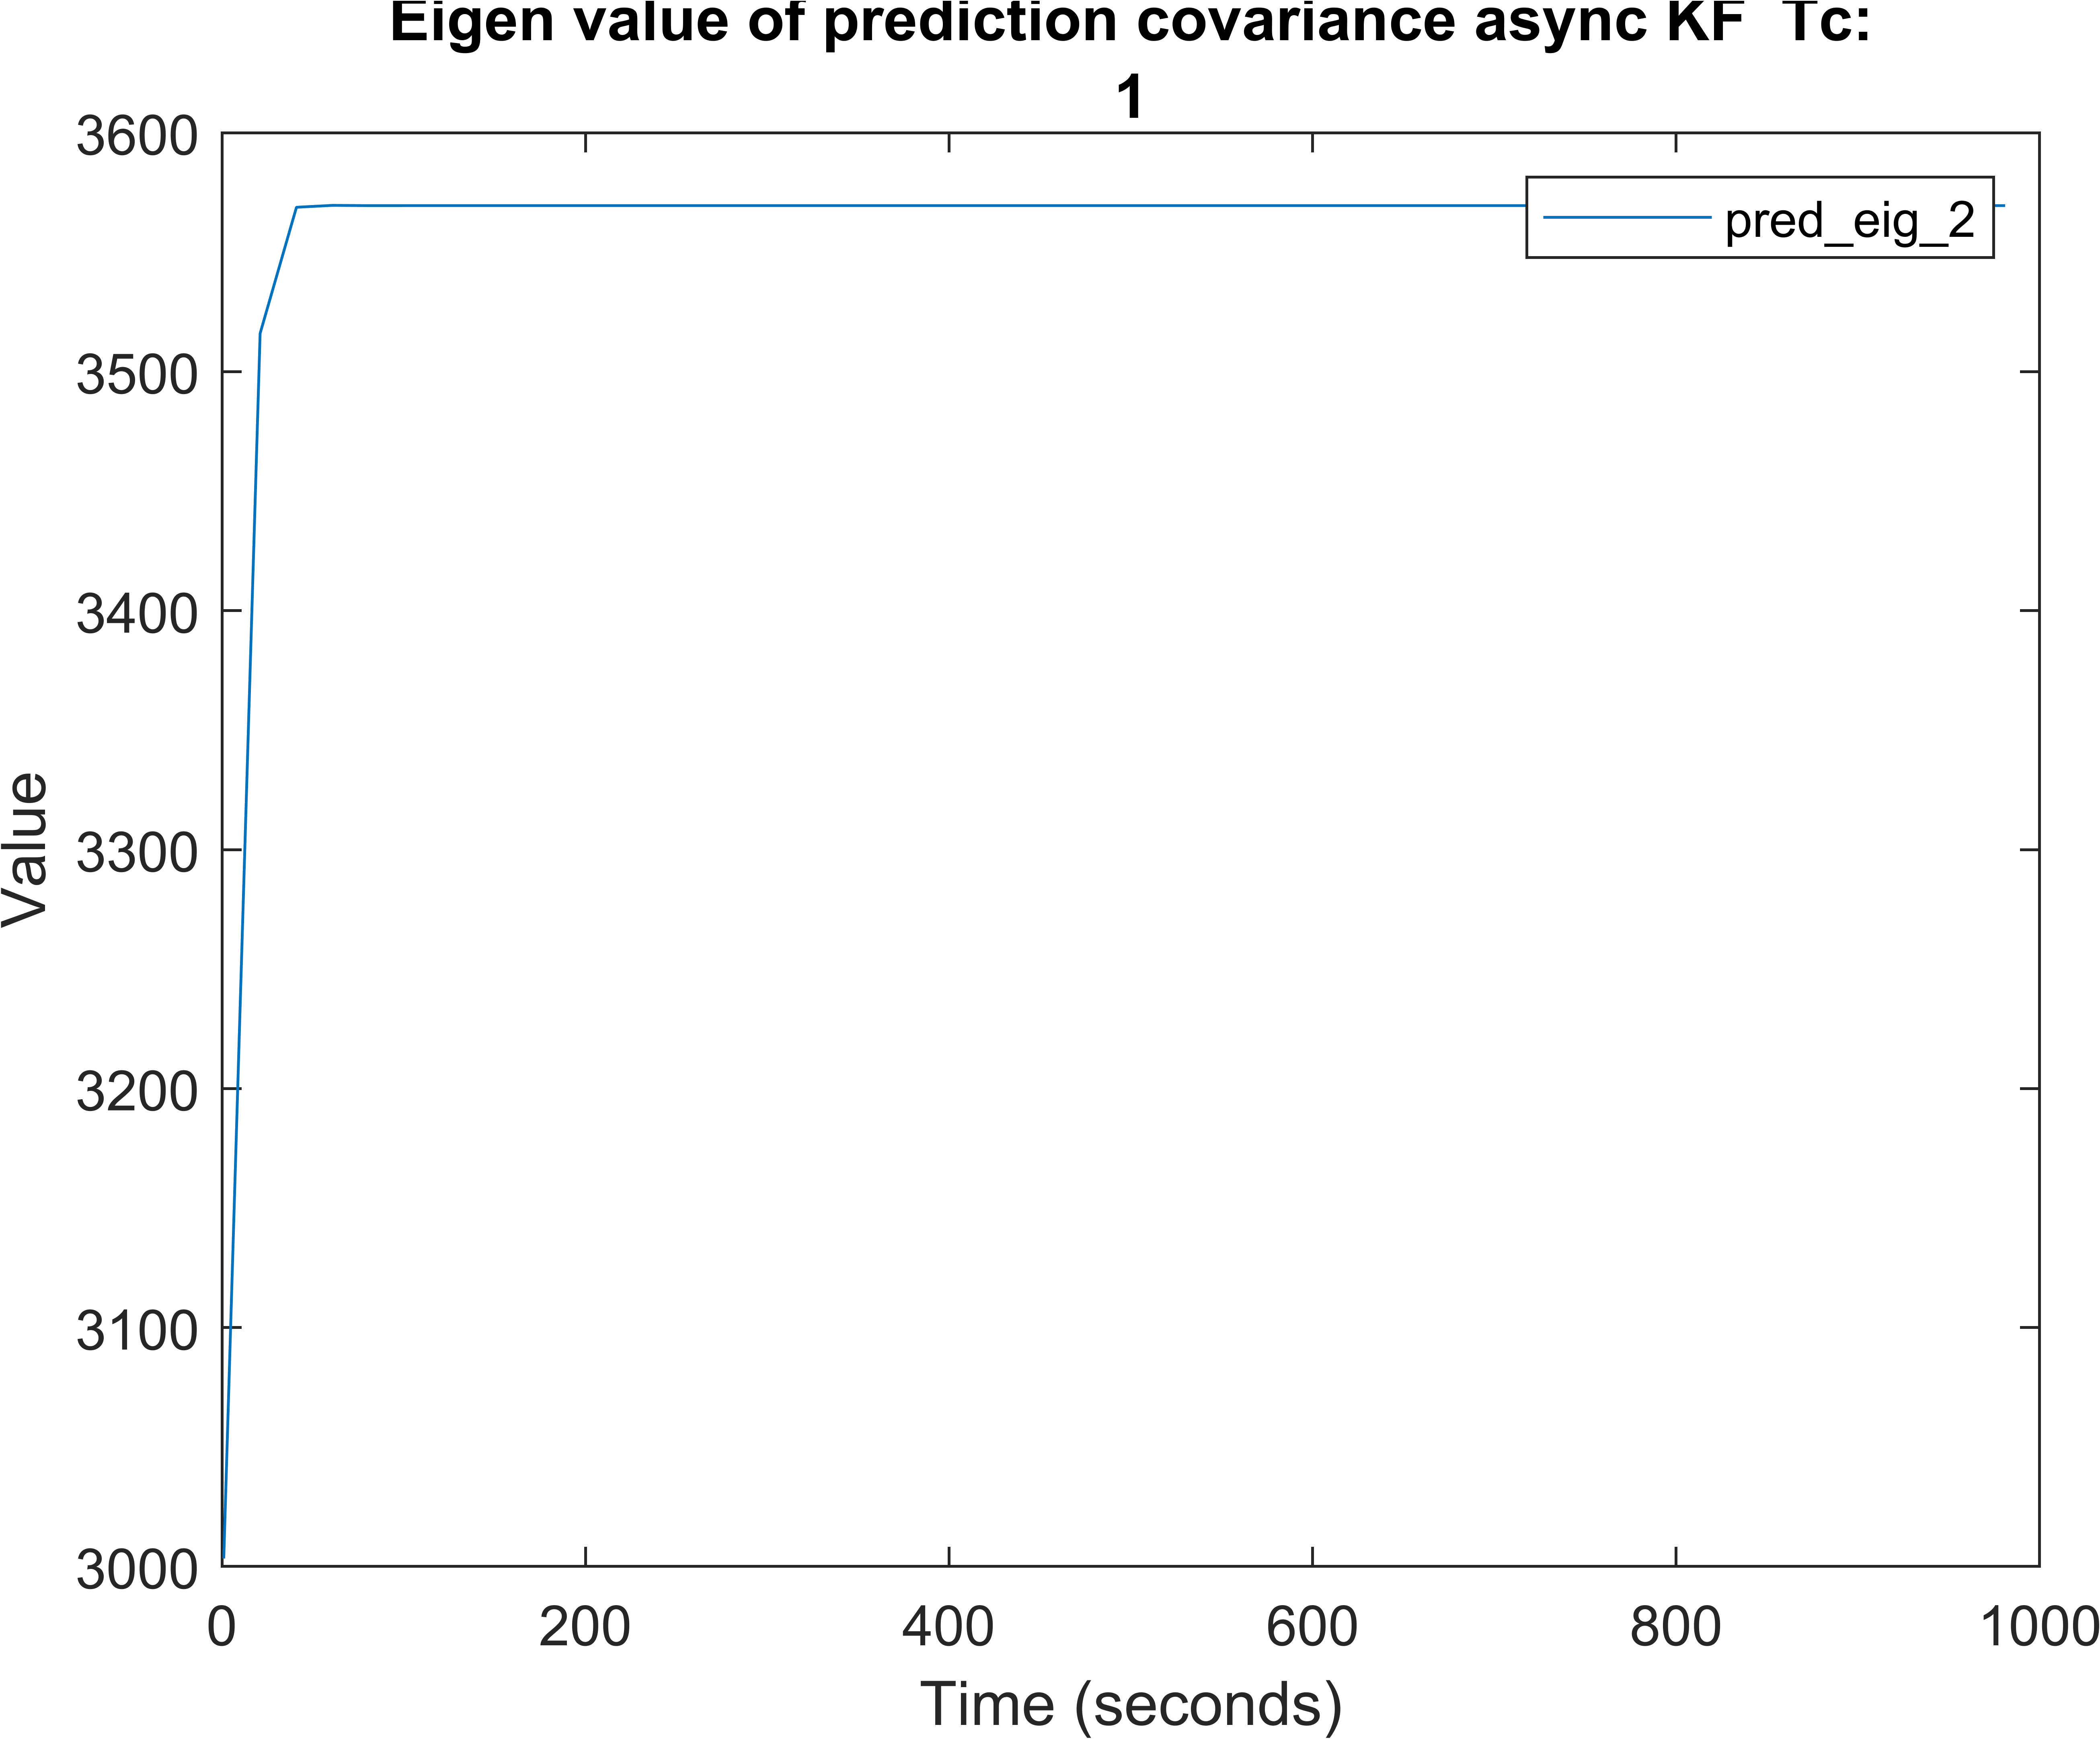 Eigen value of prediction covariance async KF Tc:
1
3600
3500
3400
3300
3200
3100
3000
Value
pred_eig_2
0 200 400 600 800 1000
Time (seconds)